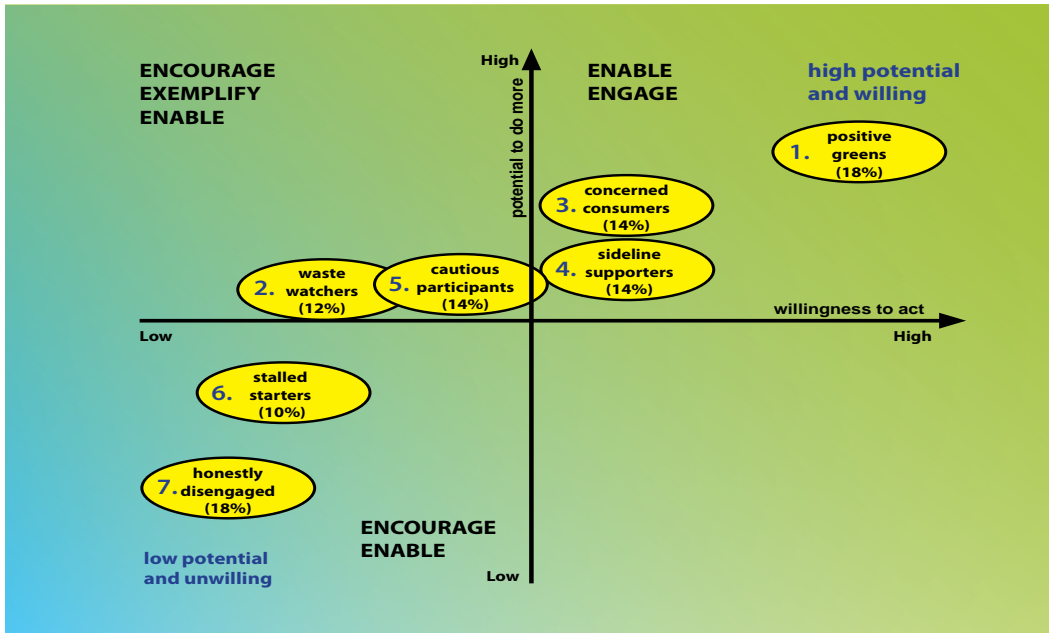 ENCOURAGE
EXEMPLIFY
ENABLE
High
potential to do more
ENABLE
ENGAGE
high potential
and willing
1. positive
greens
(18%)
3. concerned
consumers
(14%)
4. sideline
supporters
(14%)
2. waste
watchers
(12%)
5. cautious
participants
(14%)
willingness to act
Low
High
6. stalled
starters
(10%)
7. honestly
disengaged
(18%)
ENCOURAGE
ENABLE
low potential
and unwilling
Low